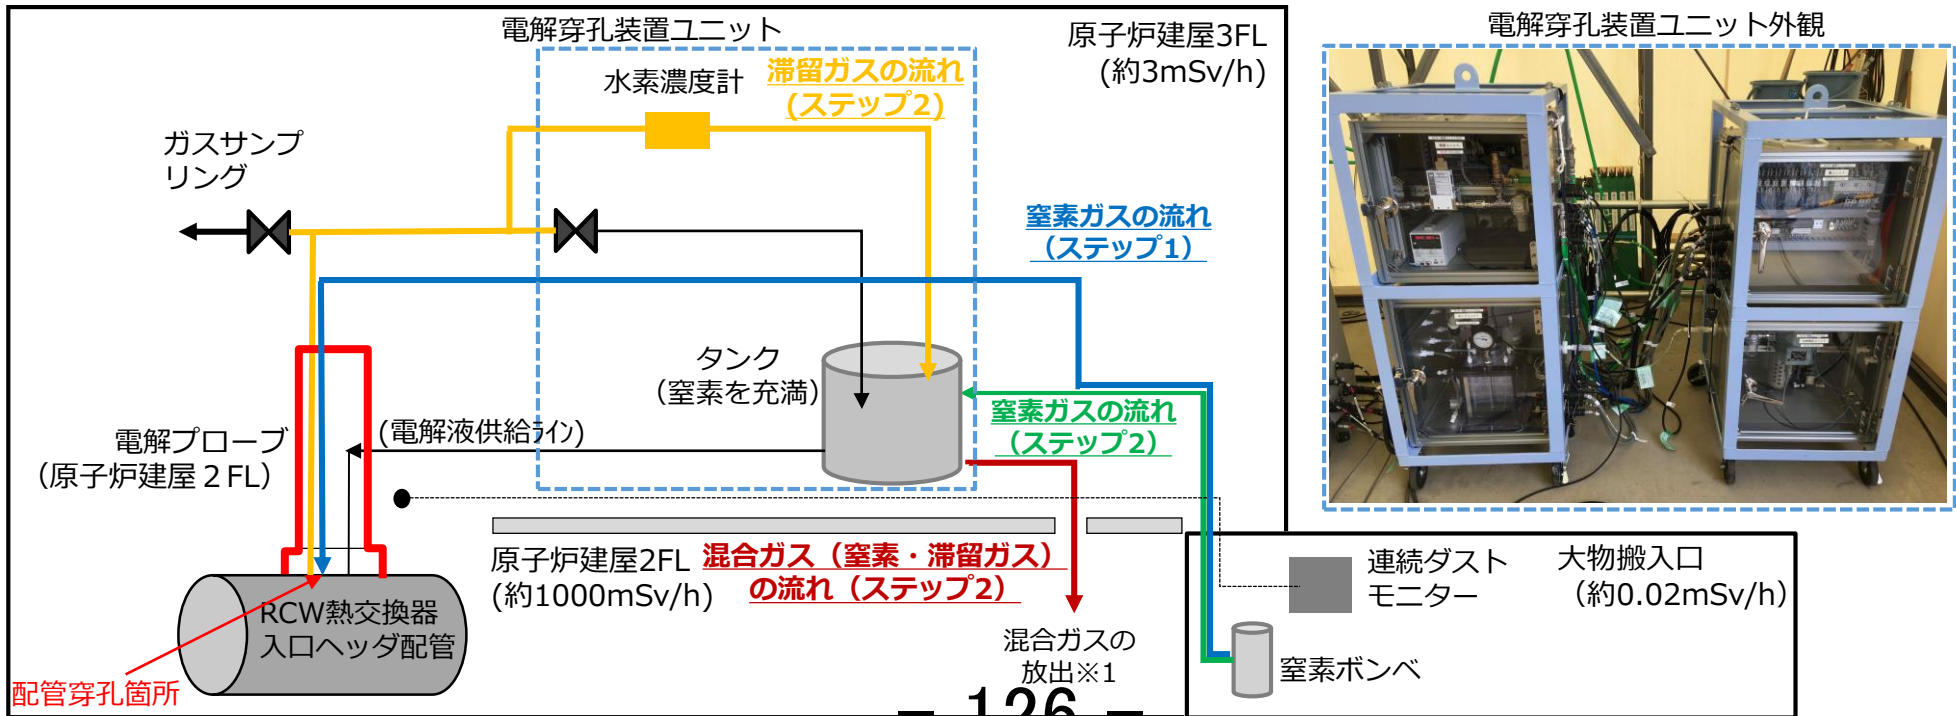 電解穿孔装置ユニット
原子炉建屋3FL
(約3mSv/h)
電解穿孔装置ユニット外観
水素濃度計
滞留ガスの流れ
(ステップ2)
ガスサンプ
リング
窒素ガスの流れ
（ステップ1）
タンク
（窒素を充満）
窒素ガスの流れ
（ステップ2）
電解プローブ
（原子炉建屋２FL）
(電解液供給ﾗｲﾝ)
原子炉建屋2FL
(約1000mSv/h)
混合ガス（窒素・滞留ガス）
の流れ（ステップ2）
連続ダスト
モニター
大物搬入口
（約0.02mSv/h）
RCW熱交換器
入口ヘッダ配管
混合ガスの
放出※1
窒素ボンベ
配管穿孔箇所
- 126 -